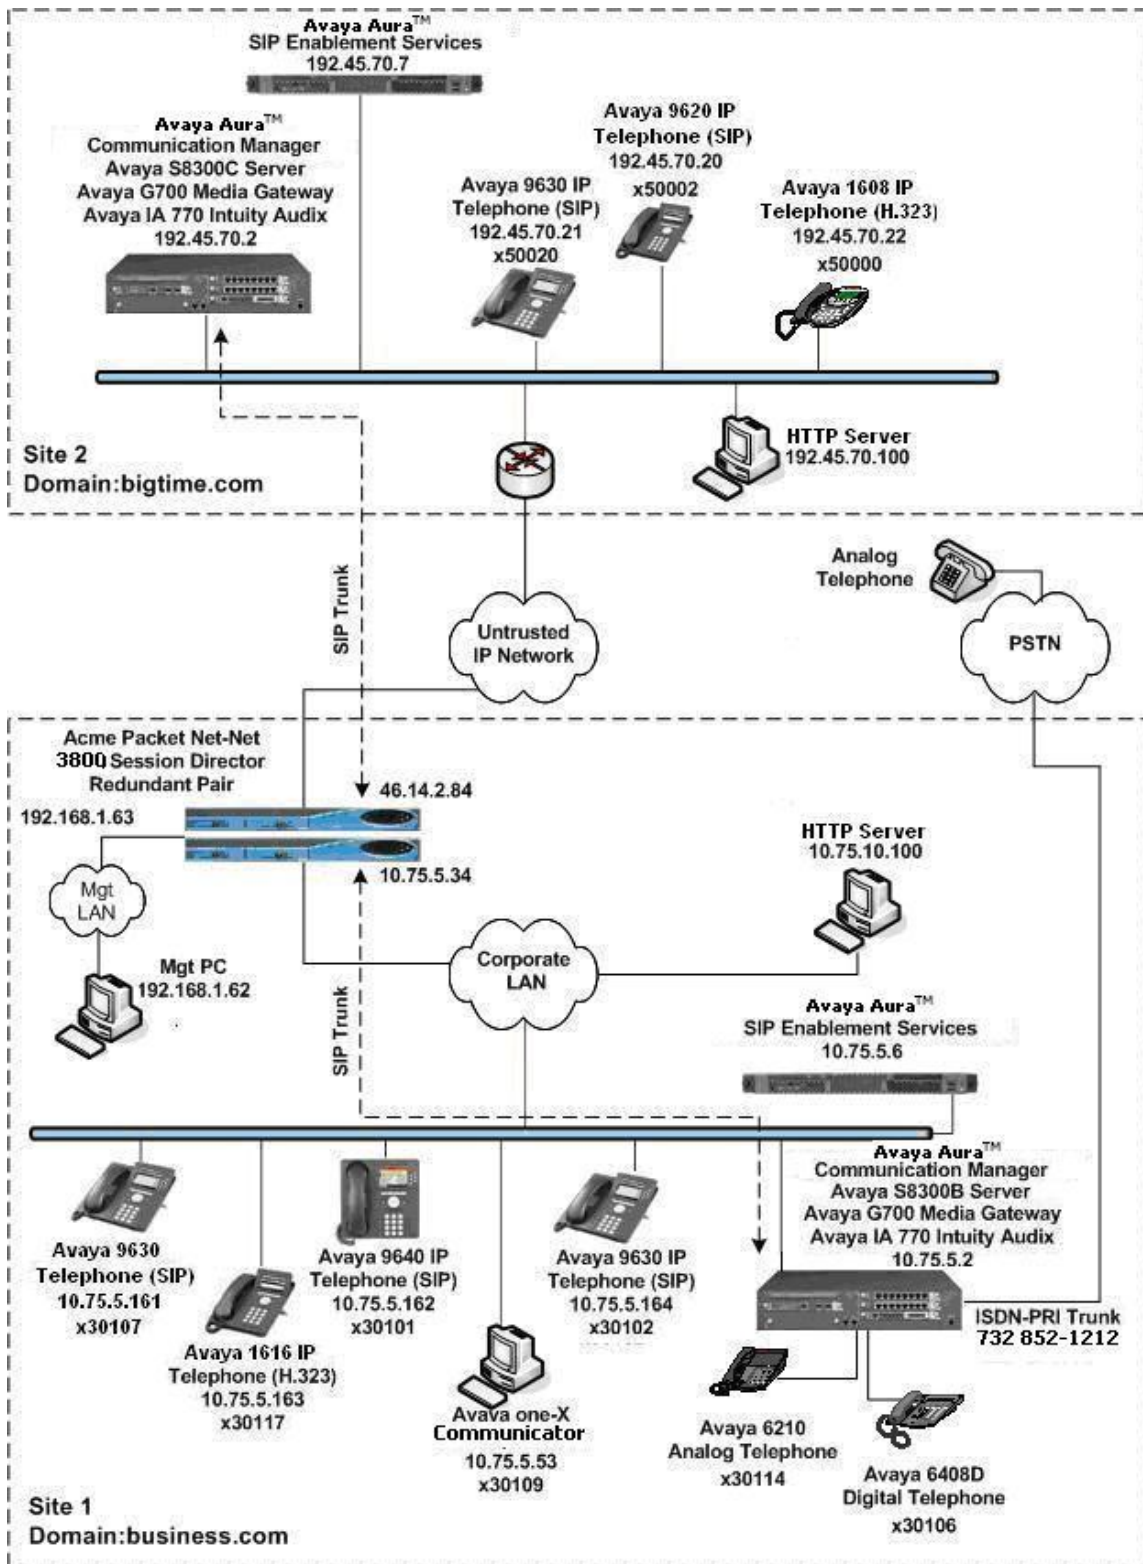 Avaya Aura™
SIP Enablement Services
192.45.70.7
Avaya Aura™
Communication Manager
Avaya S8300C Server
Avaya G700 Media Gateway
Avaya IA 770 Intuity Audix
192.45.70.2
Avaya 9630 IP
Telephone (SIP)
192.45.70.21
x50020
Avaya 9620 IP
Telephone (SIP)
192.45.70.20
x50002
Avaya 1608 IP
Telephone (H.323)
192.45.70.22
x50000
HTTP Server
192.45.70.100
Site 2
Domain:bigtime.com
SIP Trunk
Untrusted
IP Network
Analog
Telephone
PSTN
Acme Packet Net-Net
3800 Session Director
Redundant Pair
46.14.2.84
192.168.1.63
10.75.5.34
Mgt
LAN
Mgt PC
192.168.1.62
SIP Trunk
Corporate
LAN
HTTP Server
10.75.10.100
Avaya Aura™
SIP Enablement Services
10.75.5.6
Avaya Aura™
Communication Manager
Avaya S8300B Server
Avaya G700 Media Gateway
Avaya IA 770 Intuity Audix
10.75.5.2
ISDN-PRI Trunk
732 852-1212
Avaya 9630
Telephone (SIP)
10.75.5.161
x30107
Avaya 1616 IP
Telephone (H.323)
10.75.5.163
x30117
Avaya 9640 IP
Telephone (SIP)
10.75.5.162
x30101
Avava one-X
Communicator
10.75.5.53
x30109
Avaya 9630 IP
Telephone (SIP)
10.75.5.164
x30102
Avaya 6210
Analog Telephone
x30114
Avaya 6408D
Digital Telephone
x30106
Site 1
Domain:business.com